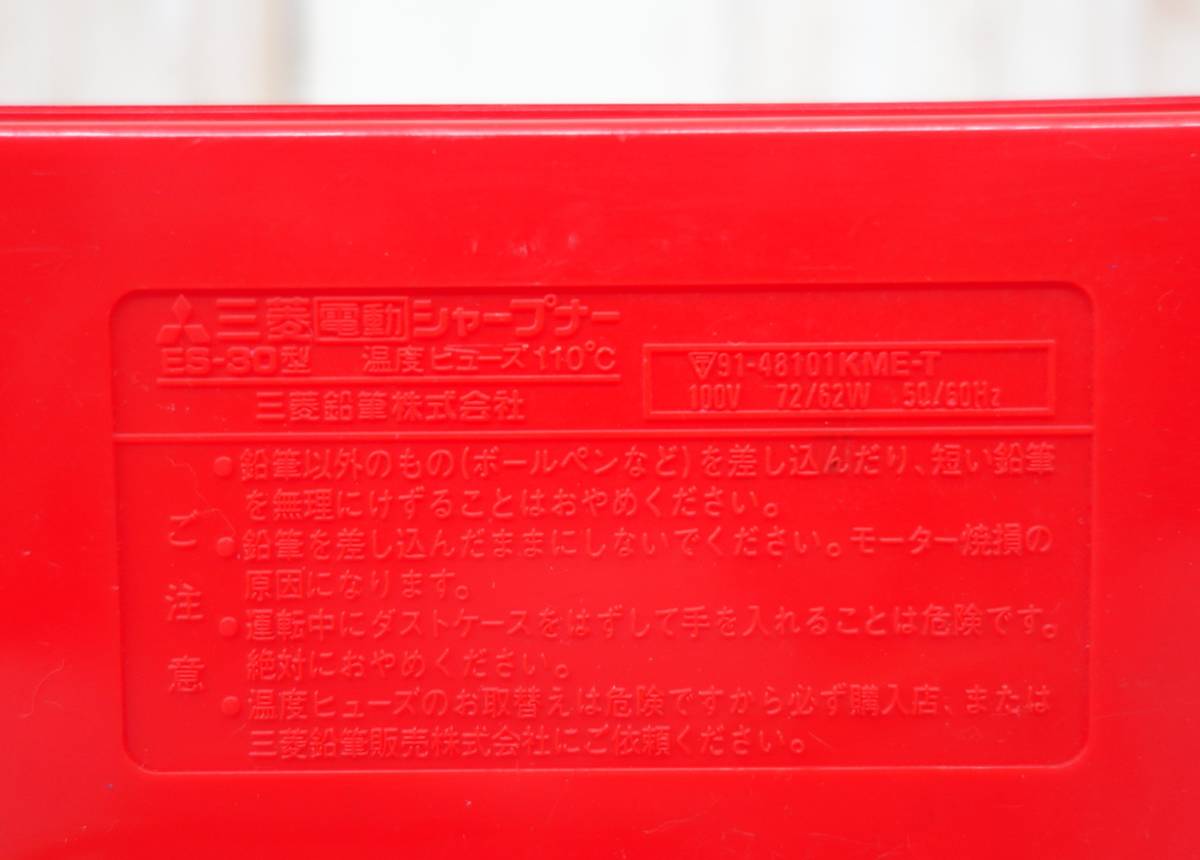 三菱電動シャープナー
ES-30型 温度ヒューズ110℃
三菱鉛筆株式会社
91-48101KME-T
100V 72/62W 50/60Hz
ご注意
●鉛筆以外のもの(ボールペンなど)を差し込んだり、短い鉛筆
を無理にけずることはおやめください。
●鉛筆を差し込んだままにしないでください。モーター焼損の
原因になります。
●運転中にダストケースをはずして手を入れることは危険です。
絶対におやめください。
●温度ヒューズのお取替えは危険ですから必ず購入店、または
三菱鉛筆販売株式会社にご依頼ください。